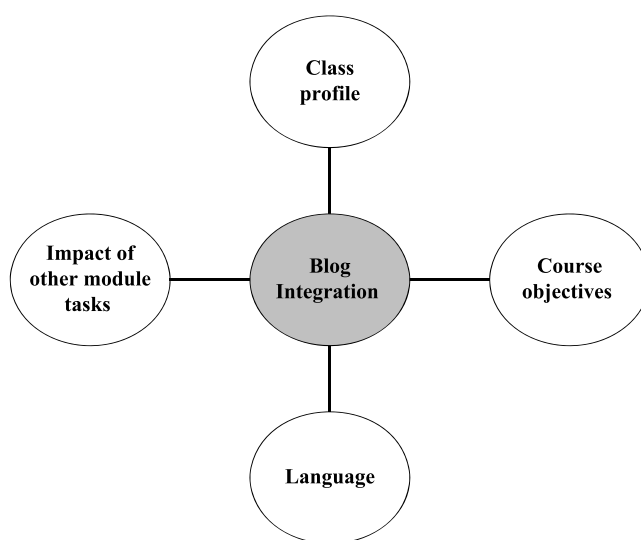 Class
profile
Impact of
other module
tasks
Blog
Integration
Course
objectives
Language